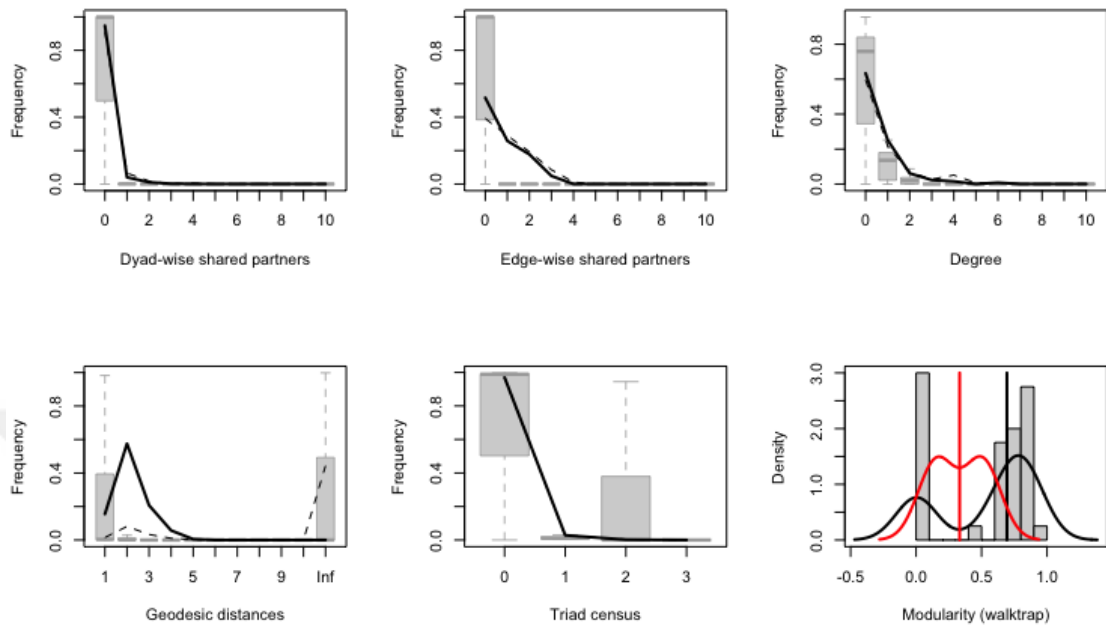 Frequency
0.0 0.4 0.8
0 2 4 6 8 10
Dyad-wise shared partners
Frequency
0.0 0.4 0.8
0 2 4 6 8 10
Edge-wise shared partners
Frequency
0.0 0.4 0.8
0 2 4 6 8 10
Degree
Frequency
0.0 0.4 0.8
1 3 5 7 9 Inf
Geodesic distances
Frequency
0.0 0.4 0.8
0 1 2 3
Triad census
Density
0.0 1.0 2.0 3.0
-0.5 0.0 0.5 1.0
Modularity (walktrap)